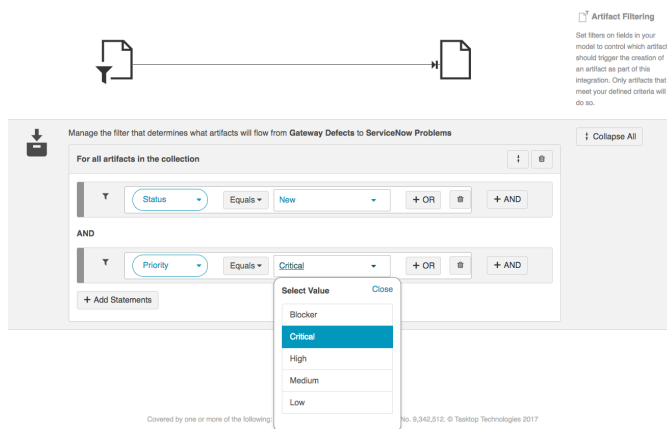 Artifact Filtering
Set filters on fields in your
model to control which artifact
should trigger the creation of
an artifact as part of this
integration. Only artifacts that
meet your defined criteria will
do so.
Manage the filter that determines what artifacts will flow from Gateway Defects to ServiceNow Problems
Collapse All
For all artifacts in the collection
Status Equals New + OR + AND
AND
Priority Equals Critical + OR + AND
+ Add Statements
Select Value Close
Blocker
Critical
High
Medium
Low
Covered by one or more of the following: No. 9,342,512. © Tasktop Technologies 2017